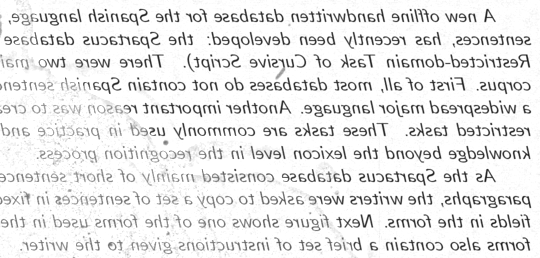 A new offline handwritten database for the Spanish language,
sentences, has recently been developed: the Spartacus database
Restricted-domain Task of Cursive Script). There were two mai
corpus. First of all, most databases do not contain Spanish senten
a widespread major language. Another important reason was to crea
restricted tasks. These tasks are commonly used in practice and
knowledge beyond the lexicon level in the recognition process.
As the Spartacus database consisted mainly of short sentence
paragraphs, the writers were asked to copy a set of sentences in fixed
fields in the forms. Next figure shows one of the forms used in the
forms also contain a brief set of instructions given to the writer.